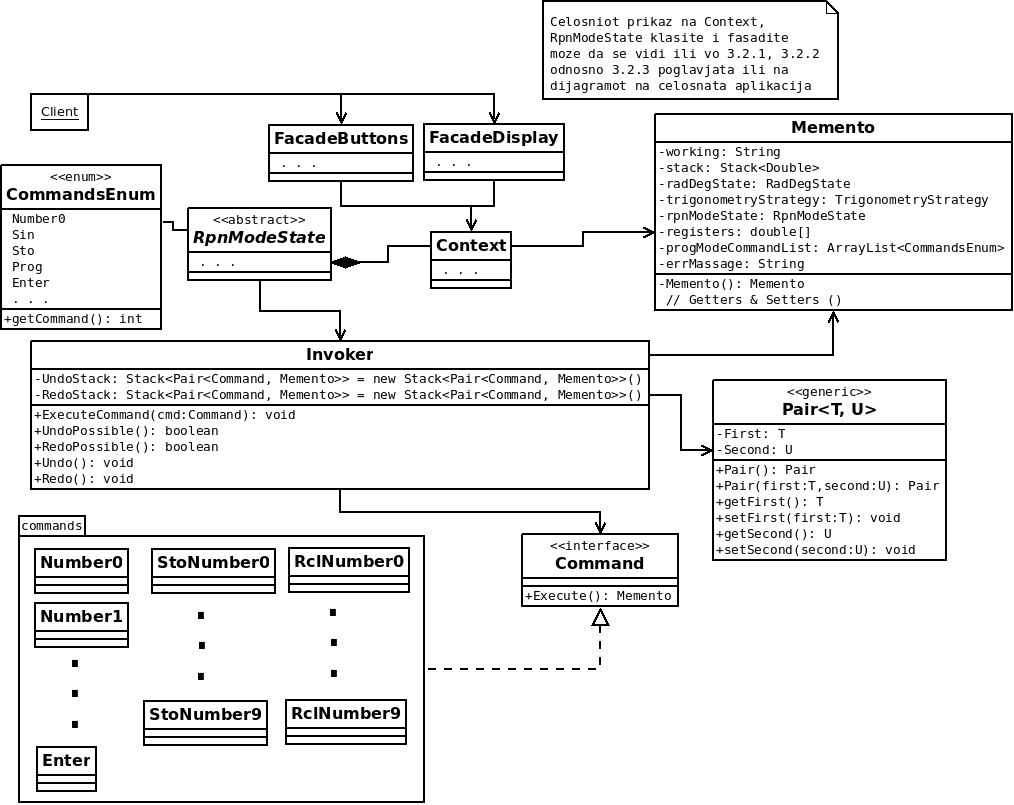 Celosniot prikaz na Context,
RpnModeState klasite i fasadite
moze da se vidi ili vo 3.2.1, 3.2.2
odnosno 3.2.3 poglavjata ili na
dijagramot na celosnata aplikacija
Client
FacadeButtons
. . .
FacadeDisplay
. . .
Memento
-working: String
-stack: Stack<Double>
-radDegState: RadDegState
-trigonometryStrategy: TrigonometryStrategy
-rpnModeState: RpnModeState
-registers: double[]
-progModeCommandList: ArrayList<CommandsEnum>
-errMassage: String
-Memento(): Memento
// Getters & Setters ()
<<enum>>
CommandsEnum
Number0
Sin
Sto
Prog
Enter
. . .
+getCommand(): int
<<abstract>>
RpnModeState
. . .
Context
. . .
Invoker
-UndoStack: Stack<Pair<Command, Memento>> = new Stack<Pair<Command, Memento>>()
-RedoStack: Stack<Pair<Command, Memento>> = new Stack<Pair<Command, Memento>>()
+ExecuteCommand(cmd:Command): void
+UndoPossible(): boolean
+RedoPossible(): boolean
+Undo(): void
+Redo(): void
<<generic>>
Pair<T, U>
-First: T
-Second: U
+Pair(): Pair
+Pair(first:T,second:U): Pair
+getFirst(): T
+setFirst(first:T): void
+getSecond(): U
+setSecond(second:U): void
commands
Number0
StoNumber0
RclNumber0
Number1
StoNumber9
RclNumber9
Enter
<<interface>>
Command
+Execute(): Memento